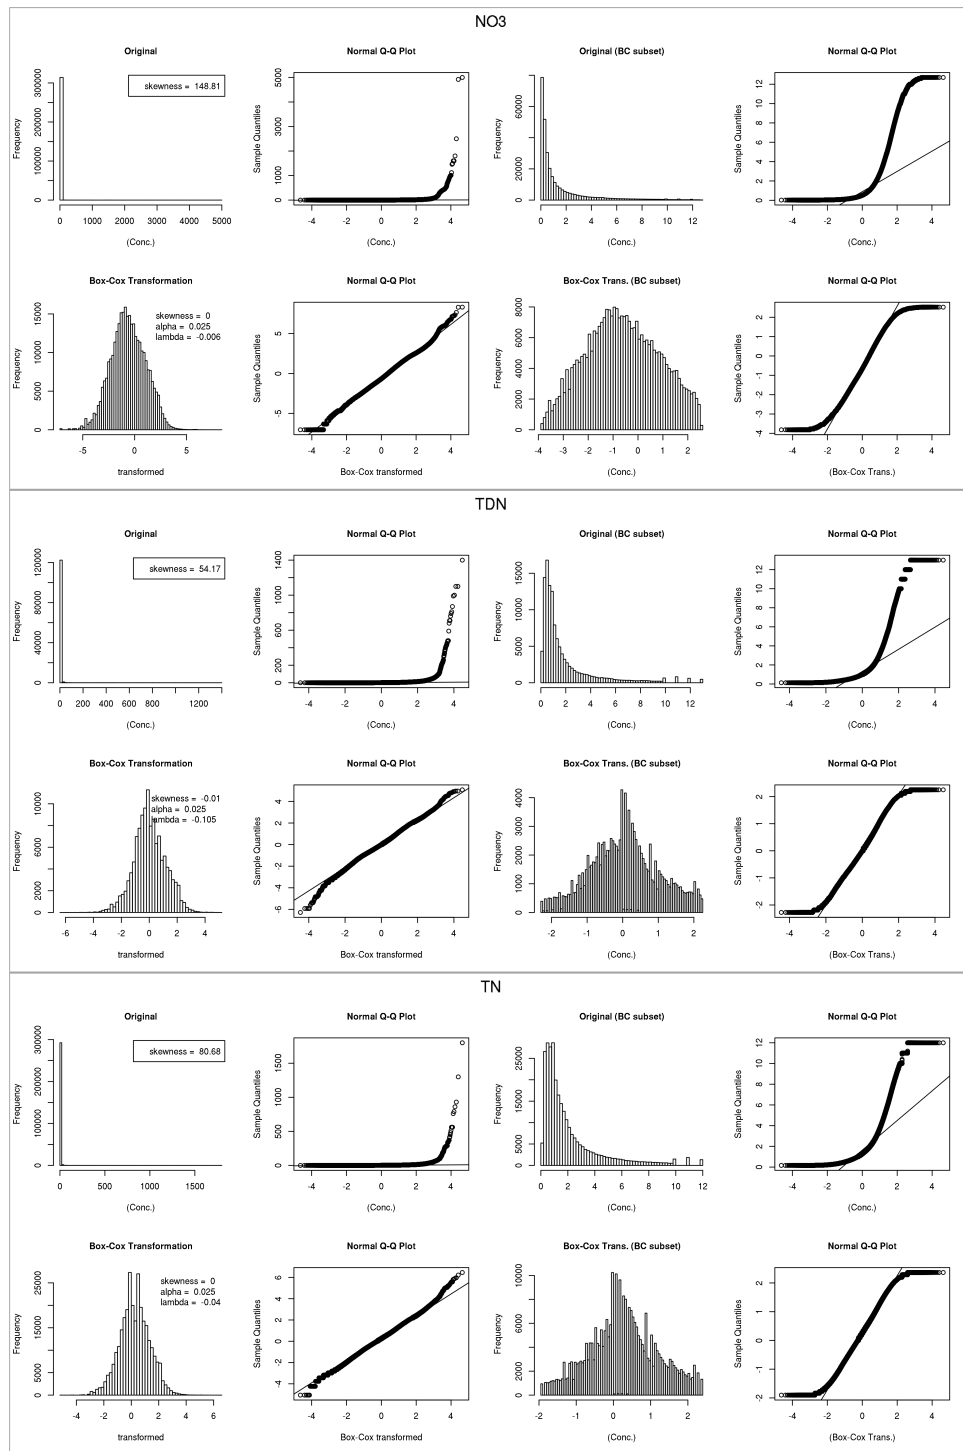 NO3
Original
Normal Q-Q Plot
Original (BC subset)
Normal Q-Q Plot
Frequency
0 100000 200000 300000
skewness = 148.81
0 1000 2000 3000 4000 5000
(Conc.)
Sample Quantiles
0 1000 3000 5000
-4 -2 0 2 4
(Conc.)
Frequency
0 20000 60000
0 2 4 6 8 10 12
(Conc.)
Sample Quantiles
0 2 4 6 8 10 12
-4 -2 0 2 4
(Conc.)
Box-Cox Transformation
Normal Q-Q Plot
Box-Cox Trans. (BC subset)
Normal Q-Q Plot
Frequency
0 5000 10000 15000
skewness = 0
alpha = 0.025
lambda = -0.006
-5 0 5
transformed
Sample Quantiles
-5 0 5
-4 -2 0 2 4
Box-Cox transformed
Frequency
0 2000 4000 6000 8000
-4 -3 -2 -1 0 1 2
(Conc.)
Sample Quantiles
-4 -3 -2 -1 0 1 2
-4 -2 0 2 4
(Box-Cox Trans.)
TDN
Original
Normal Q-Q Plot
Original (BC subset)
Normal Q-Q Plot
Frequency
0 40000 80000 120000
skewness = 54.17
0 200 400 600 800 1200
(Conc.)
Sample Quantiles
0 200 600 1000 1400
-4 -2 0 2 4
(Conc.)
Frequency
0 5000 10000 15000
0 2 4 6 8 10 12
(Conc.)
Sample Quantiles
0 2 4 6 8 10 12
-4 -2 0 2 4
(Conc.)
Box-Cox Transformation
Normal Q-Q Plot
Box-Cox Trans. (BC subset)
Normal Q-Q Plot
Frequency
0 2000 6000 10000
skewness = -0.01
alpha = 0.025
lambda = -0.105
-6 -4 -2 0 2 4
transformed
Sample Quantiles
-6 -4 -2 0 2 4
-4 -2 0 2 4
Box-Cox transformed
Frequency
0 1000 2000 3000 4000
-2 -1 0 1 2
(Conc.)
Sample Quantiles
-2 -1 0 1 2
-4 -2 0 2 4
(Box-Cox Trans.)
TN
Original
Normal Q-Q Plot
Original (BC subset)
Normal Q-Q Plot
Frequency
0 100000 200000 300000
skewness = 80.68
0 500 1000 1500
(Conc.)
Sample Quantiles
0 500 1000 1500
-4 -2 0 2 4
(Conc.)
Frequency
0 5000 15000 25000
0 2 4 6 8 10 12
(Conc.)
Sample Quantiles
0 2 4 6 8 10 12
-4 -2 0 2 4
(Conc.)
Box-Cox Transformation
Normal Q-Q Plot
Box-Cox Trans. (BC subset)
Normal Q-Q Plot
Frequency
0 5000 15000 25000
skewness = 0
alpha = 0.025
lambda = -0.04
-4 -2 0 2 4 6
transformed
Sample Quantiles
-4 -2 0 2 4 6
-4 -2 0 2 4
Box-Cox transformed
Frequency
0 2000 6000 10000
-2 -1 0 1 2
(Conc.)
Sample Quantiles
-2 -1 0 1 2
-4 -2 0 2 4
(Box-Cox Trans.)